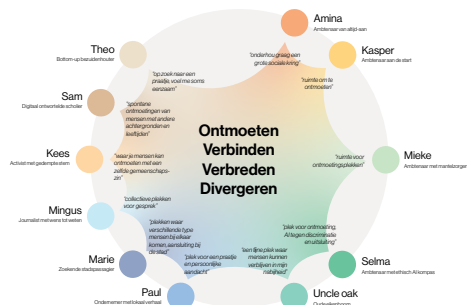 Amina
Ambtenaar van altijd-aan
Kasper
Ambtenaar aan de start
Theo
Bottom-up bezuidenhouter
"onderhou graag een
grote sociale kring"
"op zoek naar een
praatje, voel me soms
eenzaam"
"ruimte om te
ontmoeten"
Sam
Digitaal ontwortelde scholier
"spontane
ontmoetingen van
mensen met andere
achtergronden en
leeftijden"
Ontmoeten
Verbinden
Verbreden
Divergeren
Kees
Activist met gedempte stem
"waar je mensen kan
ontmoeten met een
zelfde gemeenschaps-
zin"
"ruimte voor
ontmoetingsplekken"
Mieke
Ambtenaar met mantelzorger
Mingus
Journalist met wens tot weten
"collectieve plekken
voor gesprek"
"plekken waar
verschillende type
mensen bij elkaar
komen, aansluiting bij
de stad"
"plek voor ontmoeting,
AI tegen discriminatie
en uitsluiting"
Marie
Zoekende stadspassagier
"plek voor een praatje
en persoonlijke
aandacht"
"een fijne plek waar
mensen kunnen
verblijven in mijn
nabijheid"
Selma
Ambtenaar met ethisch AI kompas
Paul
Ondernemer met lokaal verhaal
Uncle oak